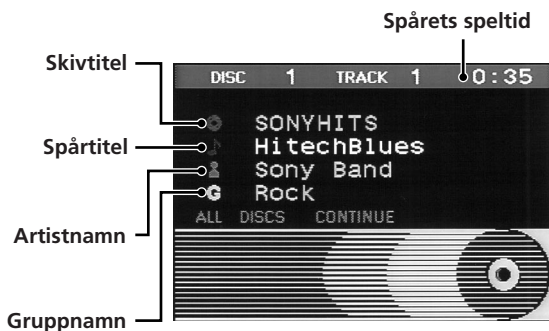 Spårets speltid
Skivtitel
DISC 1 TRACK 1 0:35
SONYHITS
Spårtitel
HitechBlues
Sony Band
G Rock
Artistnamn
ALL DISCS CONTINUE
Gruppnamn